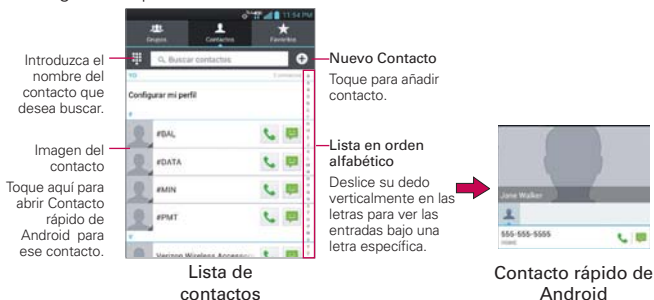 11:54 PM
Grupos
Contactos
Favoritos
Introduzca el
nombre del
contacto que
desea buscar.
Buscar contactos
Nuevo Contacto
Toque para añadir
contacto.
YO
Configurar mi perfil
#
#BAL
#DATA
#MIN
#PMT
Verizon Wireless
Imagen del
contacto
Toque aquí para
abrir Contacto
rápido de
Android para
ese contacto.
Lista en orden
alfabético
Deslice su dedo
verticalmente en las
letras para ver las
entradas bajo una
letra específica.
Lista de
contactos
Jane Walker
555-555-5555
Contacto rápido de
Android